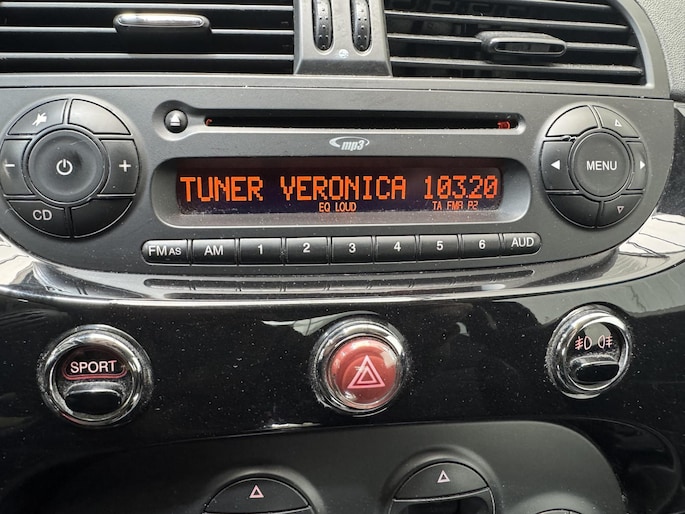 mp3
TUNER VERONICA 103.20
EQ LOUD TA FMA P2
MENU
CD
FM AS AM 1 2 3 4 5 6 AUD
SPORT